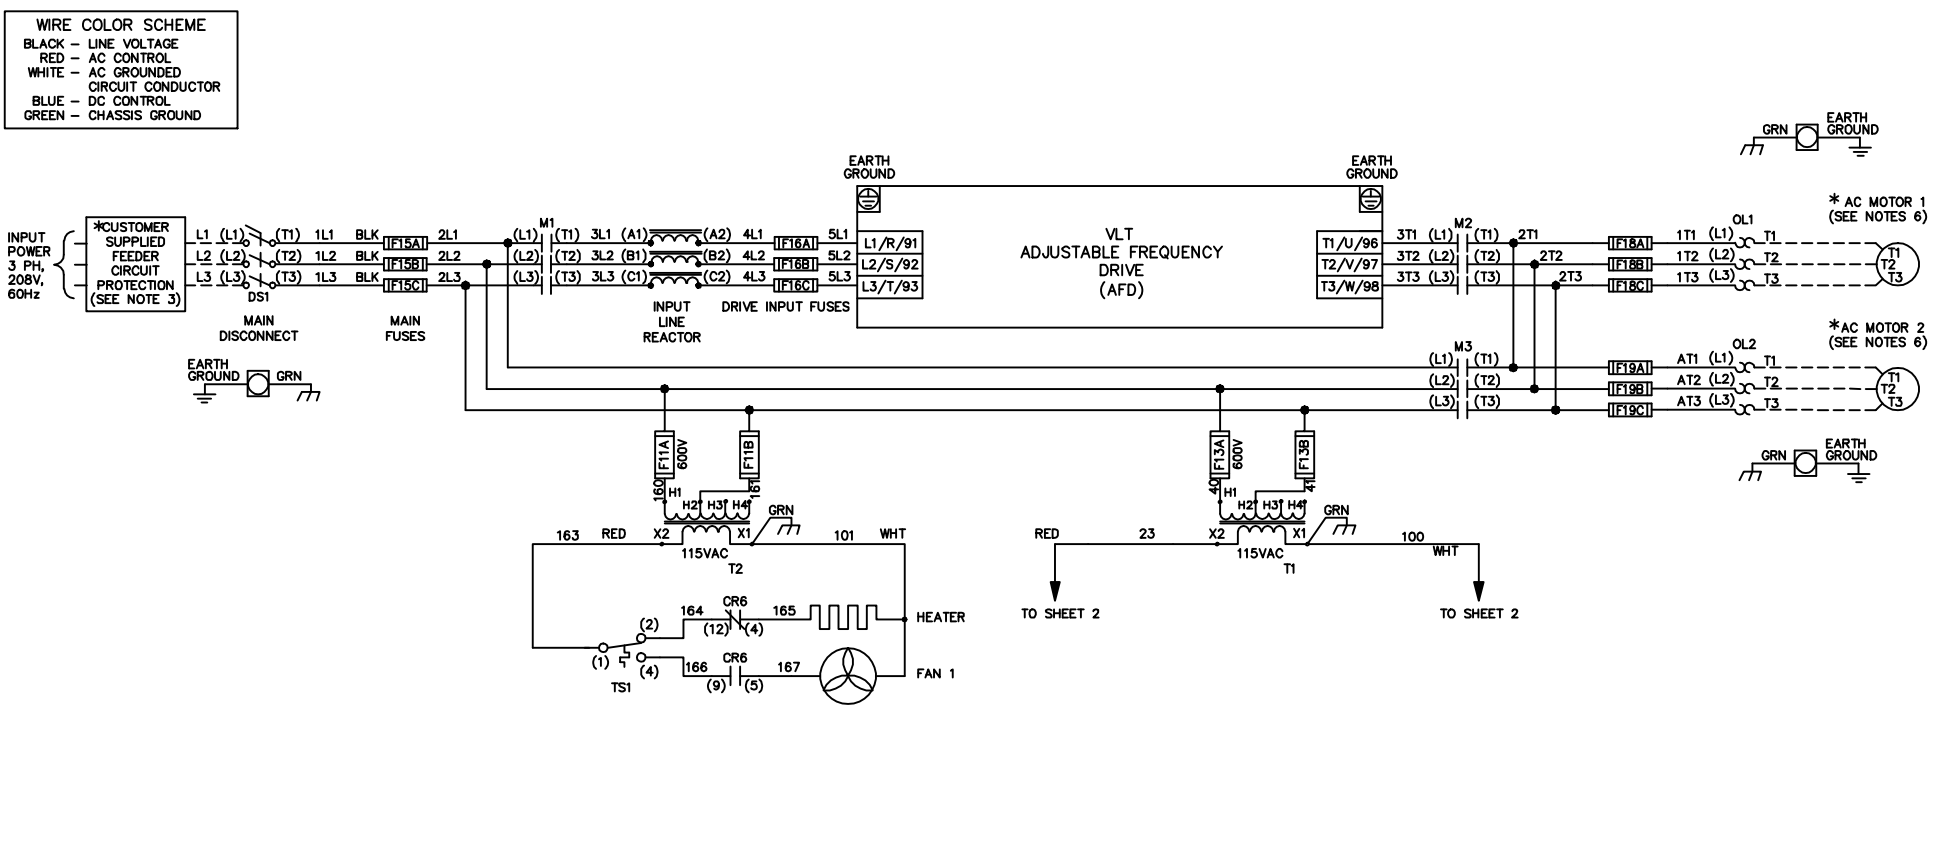 WIRE COLOR SCHEME
BLACK - LINE VOLTAGE
RED - AC CONTROL
WHITE - AC GROUNDED
CIRCUIT CONDUCTOR
BLUE - DC CONTROL
GREEN - CHASSIS GROUND
GRN
EARTH
GROUND
EARTH
GROUND
EARTH
GROUND
INPUT
POWER
3 PH,
208V,
60Hz
*CUSTOMER
SUPPLIED
FEEDER
CIRCUIT
PROTECTION
(SEE NOTE 3)
L1 (L1) (T1) 1L1 BLK F15A 2L1
L2 (L2) (T2) 1L2 BLK F15B 2L2
L3 (L3) (T3) 1L3 BLK F15C 2L3
DS1
MAIN
DISCONNECT
MAIN
FUSES
M1
(L1) (T1) 3L1 (A1) (A2) 4L1 F16A 5L1
(L2) (T2) 3L2 (B1) (B2) 4L2 F16B 5L2
(L3) (T3) 3L3 (C1) (C2) 4L3 F16C 5L3
INPUT
LINE
REACTOR
DRIVE INPUT FUSES
L1/R/91
L2/S/92
L3/T/93
VLT
ADJUSTABLE FREQUENCY
DRIVE
(AFD)
T1/U/96
T2/V/97
T3/W/98
M2
3T1 (L1) (T1) 2T1 F18A 1T1 (L1) T1
3T2 (L2) (T2) 2T2 F18B 1T2 (L2) T2
3T3 (L3) (T3) 2T3 F18C 1T3 (L3) T3
OL1
* AC MOTOR 1
(SEE NOTES 6)
T1
T2
T3
EARTH
GROUND
GRN
M3
(L1) (T1) F19A AT1 (L1) T1
(L2) (T2) F19B AT2 (L2) T2
(L3) (T3) F19C AT3 (L3) T3
OL2
*AC MOTOR 2
(SEE NOTES 6)
T1
T2
T3
GRN
EARTH
GROUND
F11A
600V
F11B
160
161
H1
H2 H3 H4
GRN
163 RED X2 X1 101 WHT
115VAC
T2
F13A
600V
F13B
40
41
H1
H2 H3 H4
GRN
RED 23 X2 X1 100
WHT
115VAC
T1
TO SHEET 2
TO SHEET 2
CR6
164 165
(12) (4)
HEATER
(2)
(1)
(4)
TS1
CR6
166 167
(9) (5)
FAN 1